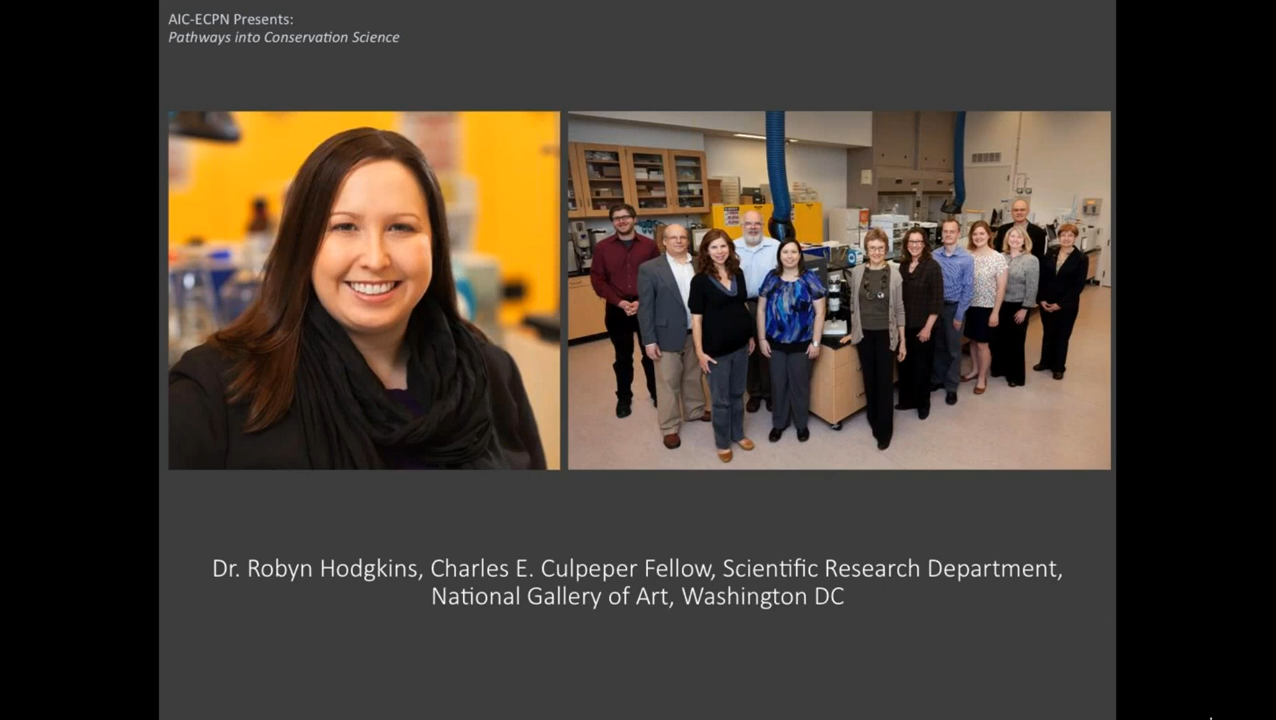 AIC-ECPN Presents:
Pathways into Conservation Science
Dr. Robyn Hodgkins, Charles E. Culpeper Fellow, Scientific Research Department,
National Gallery of Art, Washington DC